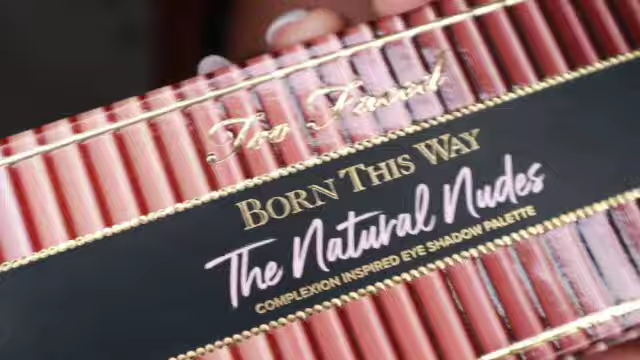 Too Faced
BORN THIS WAY
The Natural Nudes
COMPLEXION INSPIRED EYE SHADOW PALETTE